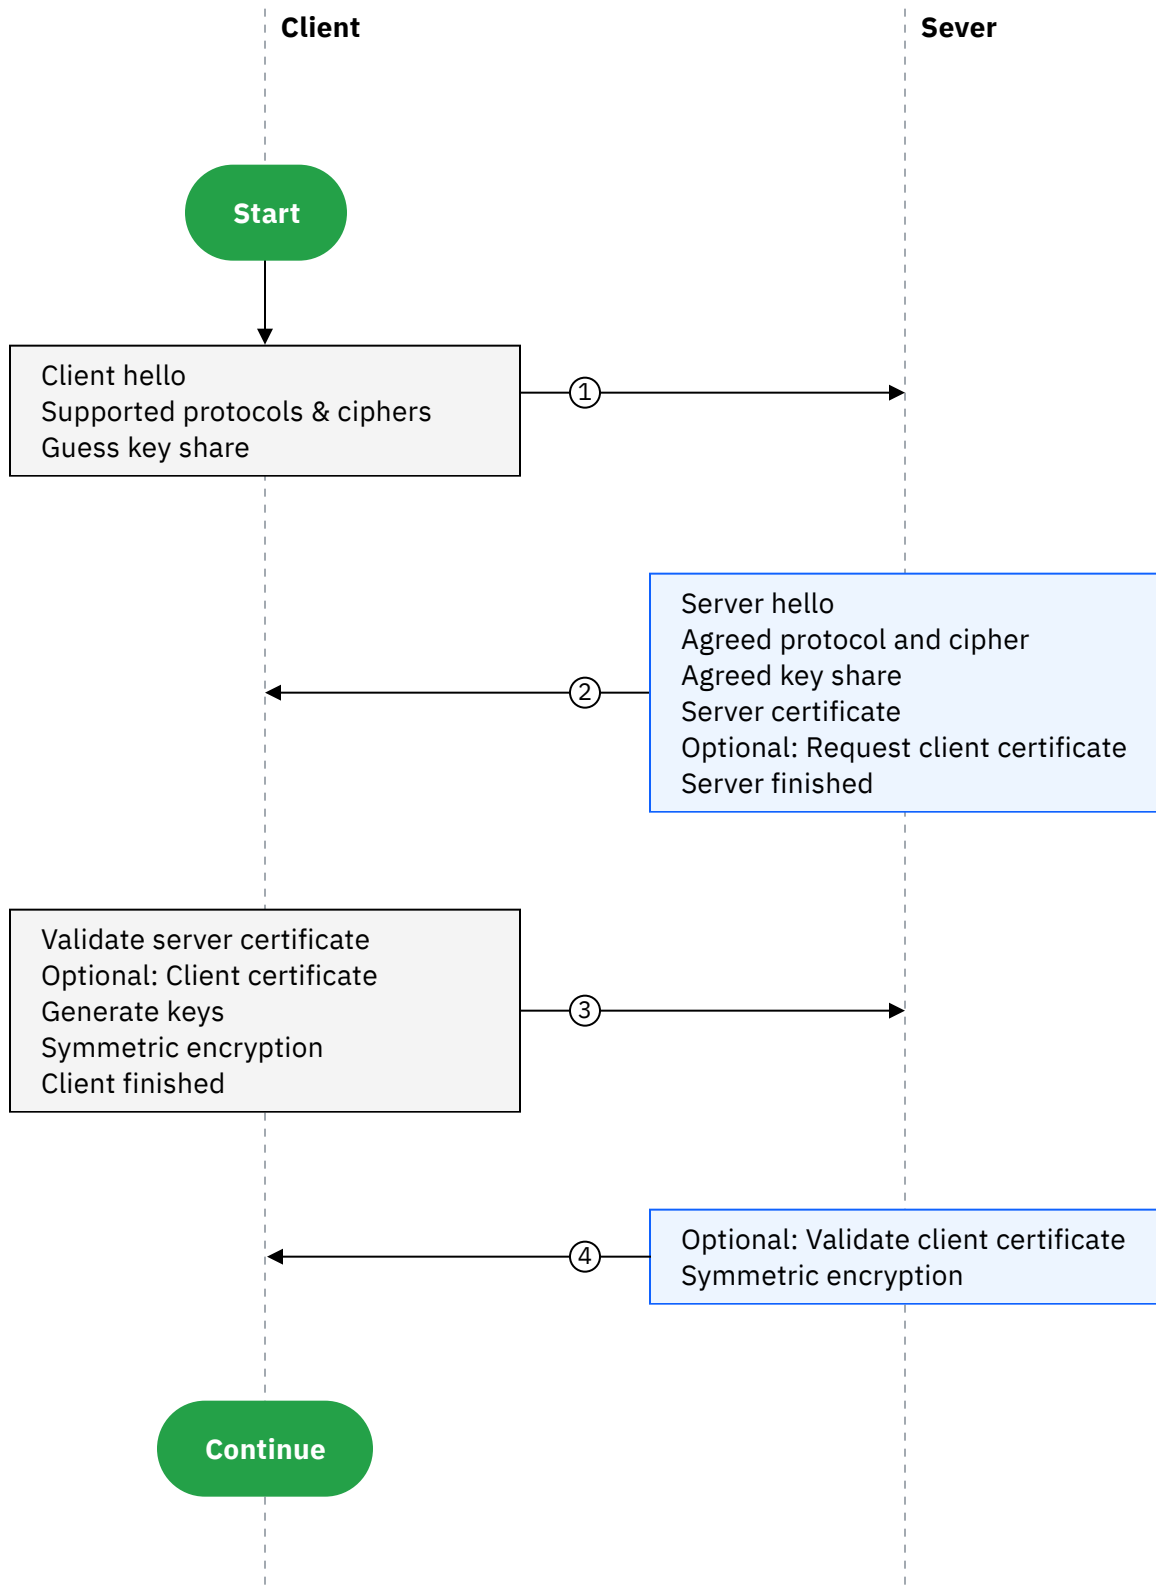 Client
Sever
Start
Client hello
Supported protocols & ciphers
Guess key share
1
Server hello
Agreed protocol and cipher
Agreed key share
Server certificate
Optional: Request client certificate
Server finished
2
Validate server certificate
Optional: Client certificate
Generate keys
Symmetric encryption
Client finished
3
Optional: Validate client certificate
Symmetric encryption
4
Continue